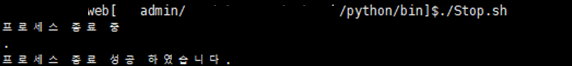 web[ admin/ /python/bin]$./Stop.sh
프로세스 종료 중
.
프로세스 종료 성공 하였습니다.